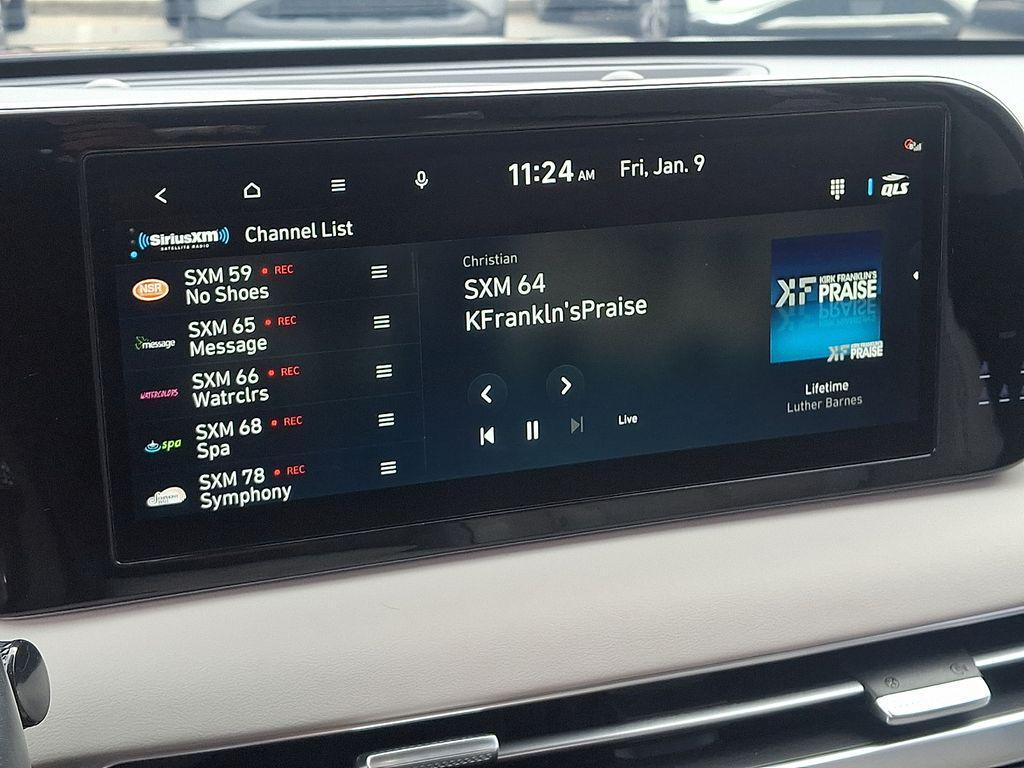 11:24 AM Fri, Jan. 9
QLS
SiriusXM Channel List
SATELLITE RADIO
NSR SXM 59 REC
No Shoes
message SXM 65 REC
Message
WATERCOLORS SXM 66 REC
Watrclrs
spa SXM 68 REC
Spa
SXM 78 REC
Symphony
Christian
SXM 64
KFrankln'sPraise
Live
KF KIRK FRANKLIN'S
PRAISE
KF KIRK FRANKLIN'S
PRAISE
Lifetime
Luther Barnes